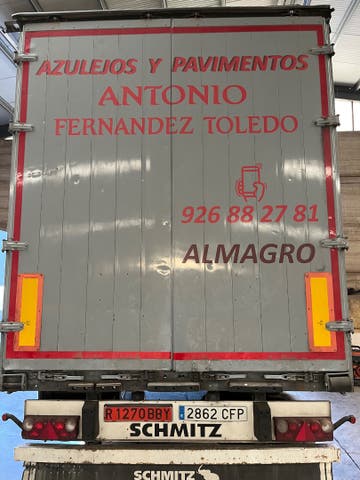 AZULEJOS Y PAVIMENTOS
ANTONIO
FERNANDEZ TOLEDO
926 88 27 81
ALMAGRO
R1270BBY 2862 CFP
SCHMITZ
SCHMITZ